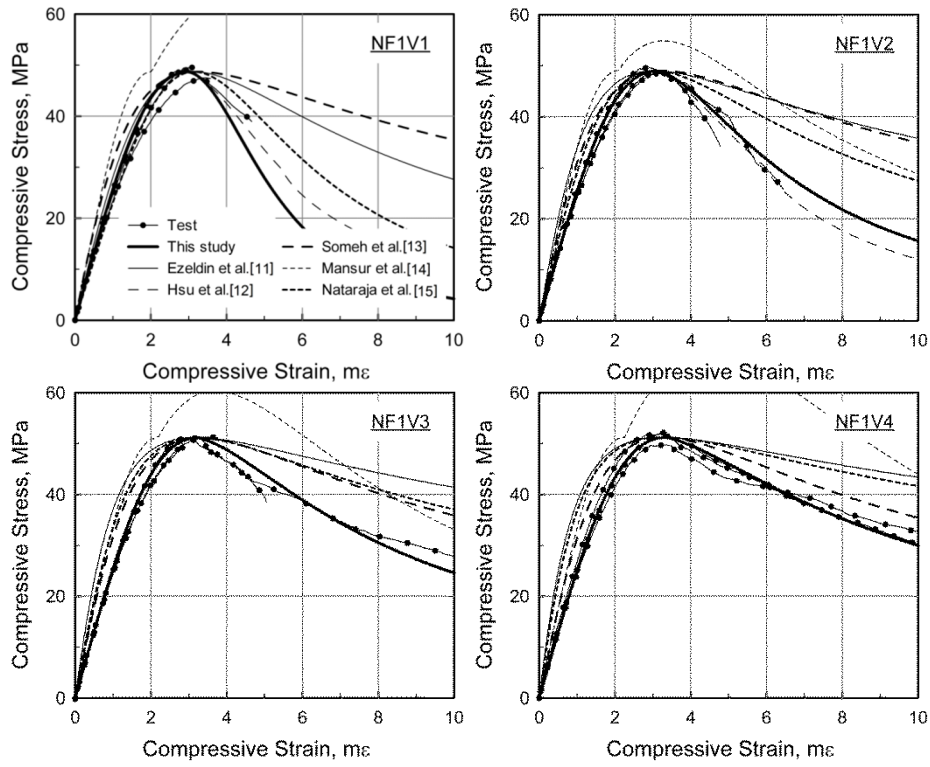 60
40
20
0
0 2 4 6 8 10
Compressive Stress, MPa
Compressive Strain, mε
NF1V1
Test
This study
Ezeldin et al.[11]
Hsu et al.[12]
Someh et al.[13]
Mansur et al.[14]
Nataraja et al.[15]
60
40
20
0
0 2 4 6 8 10
Compressive Stress, MPa
Compressive Strain, mε
NF1V2
60
40
20
0
0 2 4 6 8 10
Compressive Stress, MPa
Compressive Strain, mε
NF1V3
60
40
20
0
0 2 4 6 8 10
Compressive Stress, MPa
Compressive Strain, mε
NF1V4